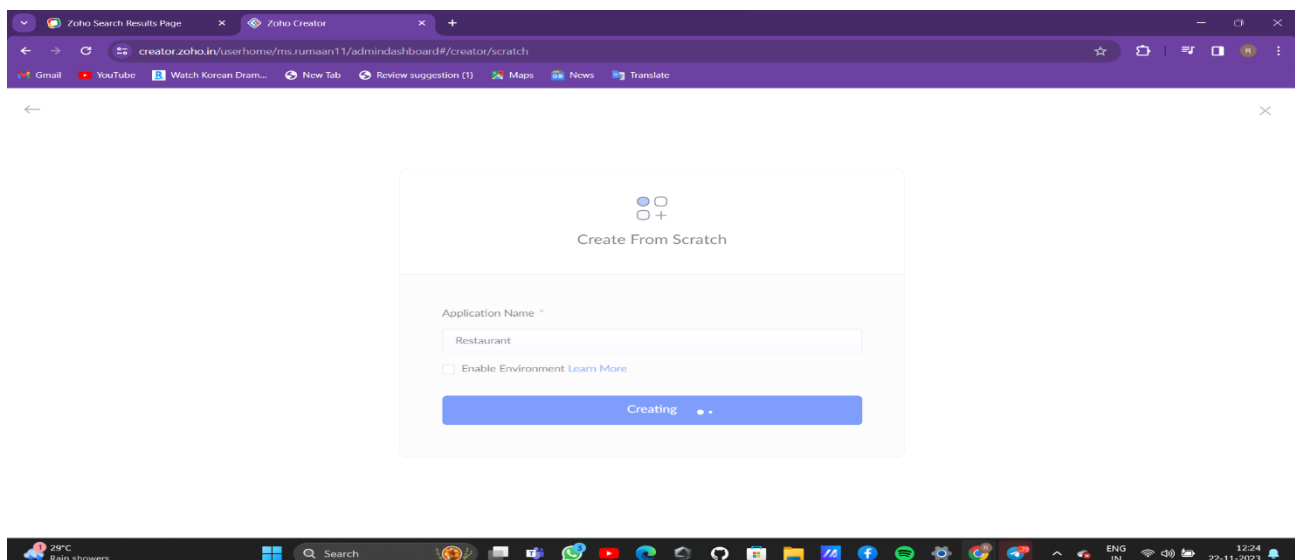 Zoho Search Results Page
Zoho Creator
creator.zoho.in/userhome/ms.rumaan11/admindashboard#/creator/scratch
R
Gmail YouTube Watch Korean Dram... New Tab Review suggestion (1) Maps News Translate
Create From Scratch
Application Name *
Restaurant
Enable Environment Learn More
Creating
29°C
Rain showers
Search
ENG
IN
12:24
22-11-2023